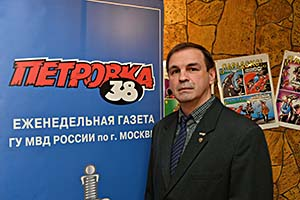 ПЕТРОВКА
38
ЕЖЕНЕДЕЛЬНАЯ ГАЗЕТА
ГУ МВД РОССИИ по г. МОСКВЕ